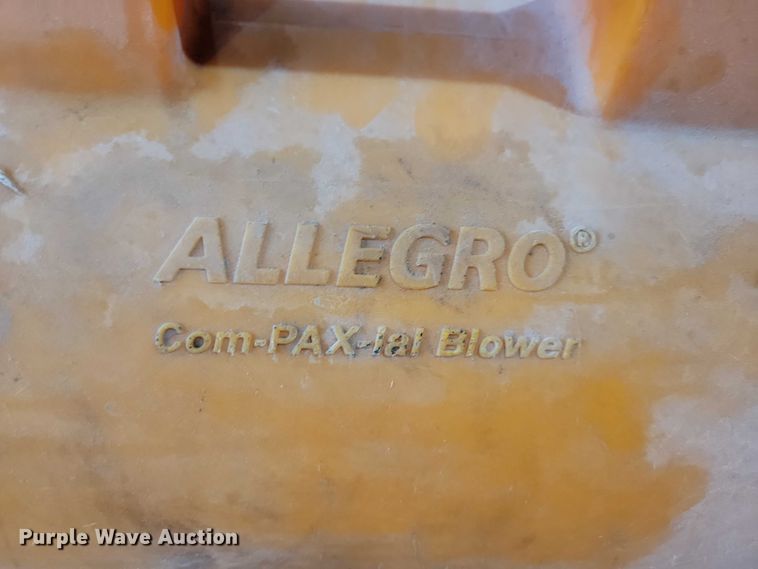 ALLEGRO®
Com-PAX-ial Blower
Purple Wave Auction